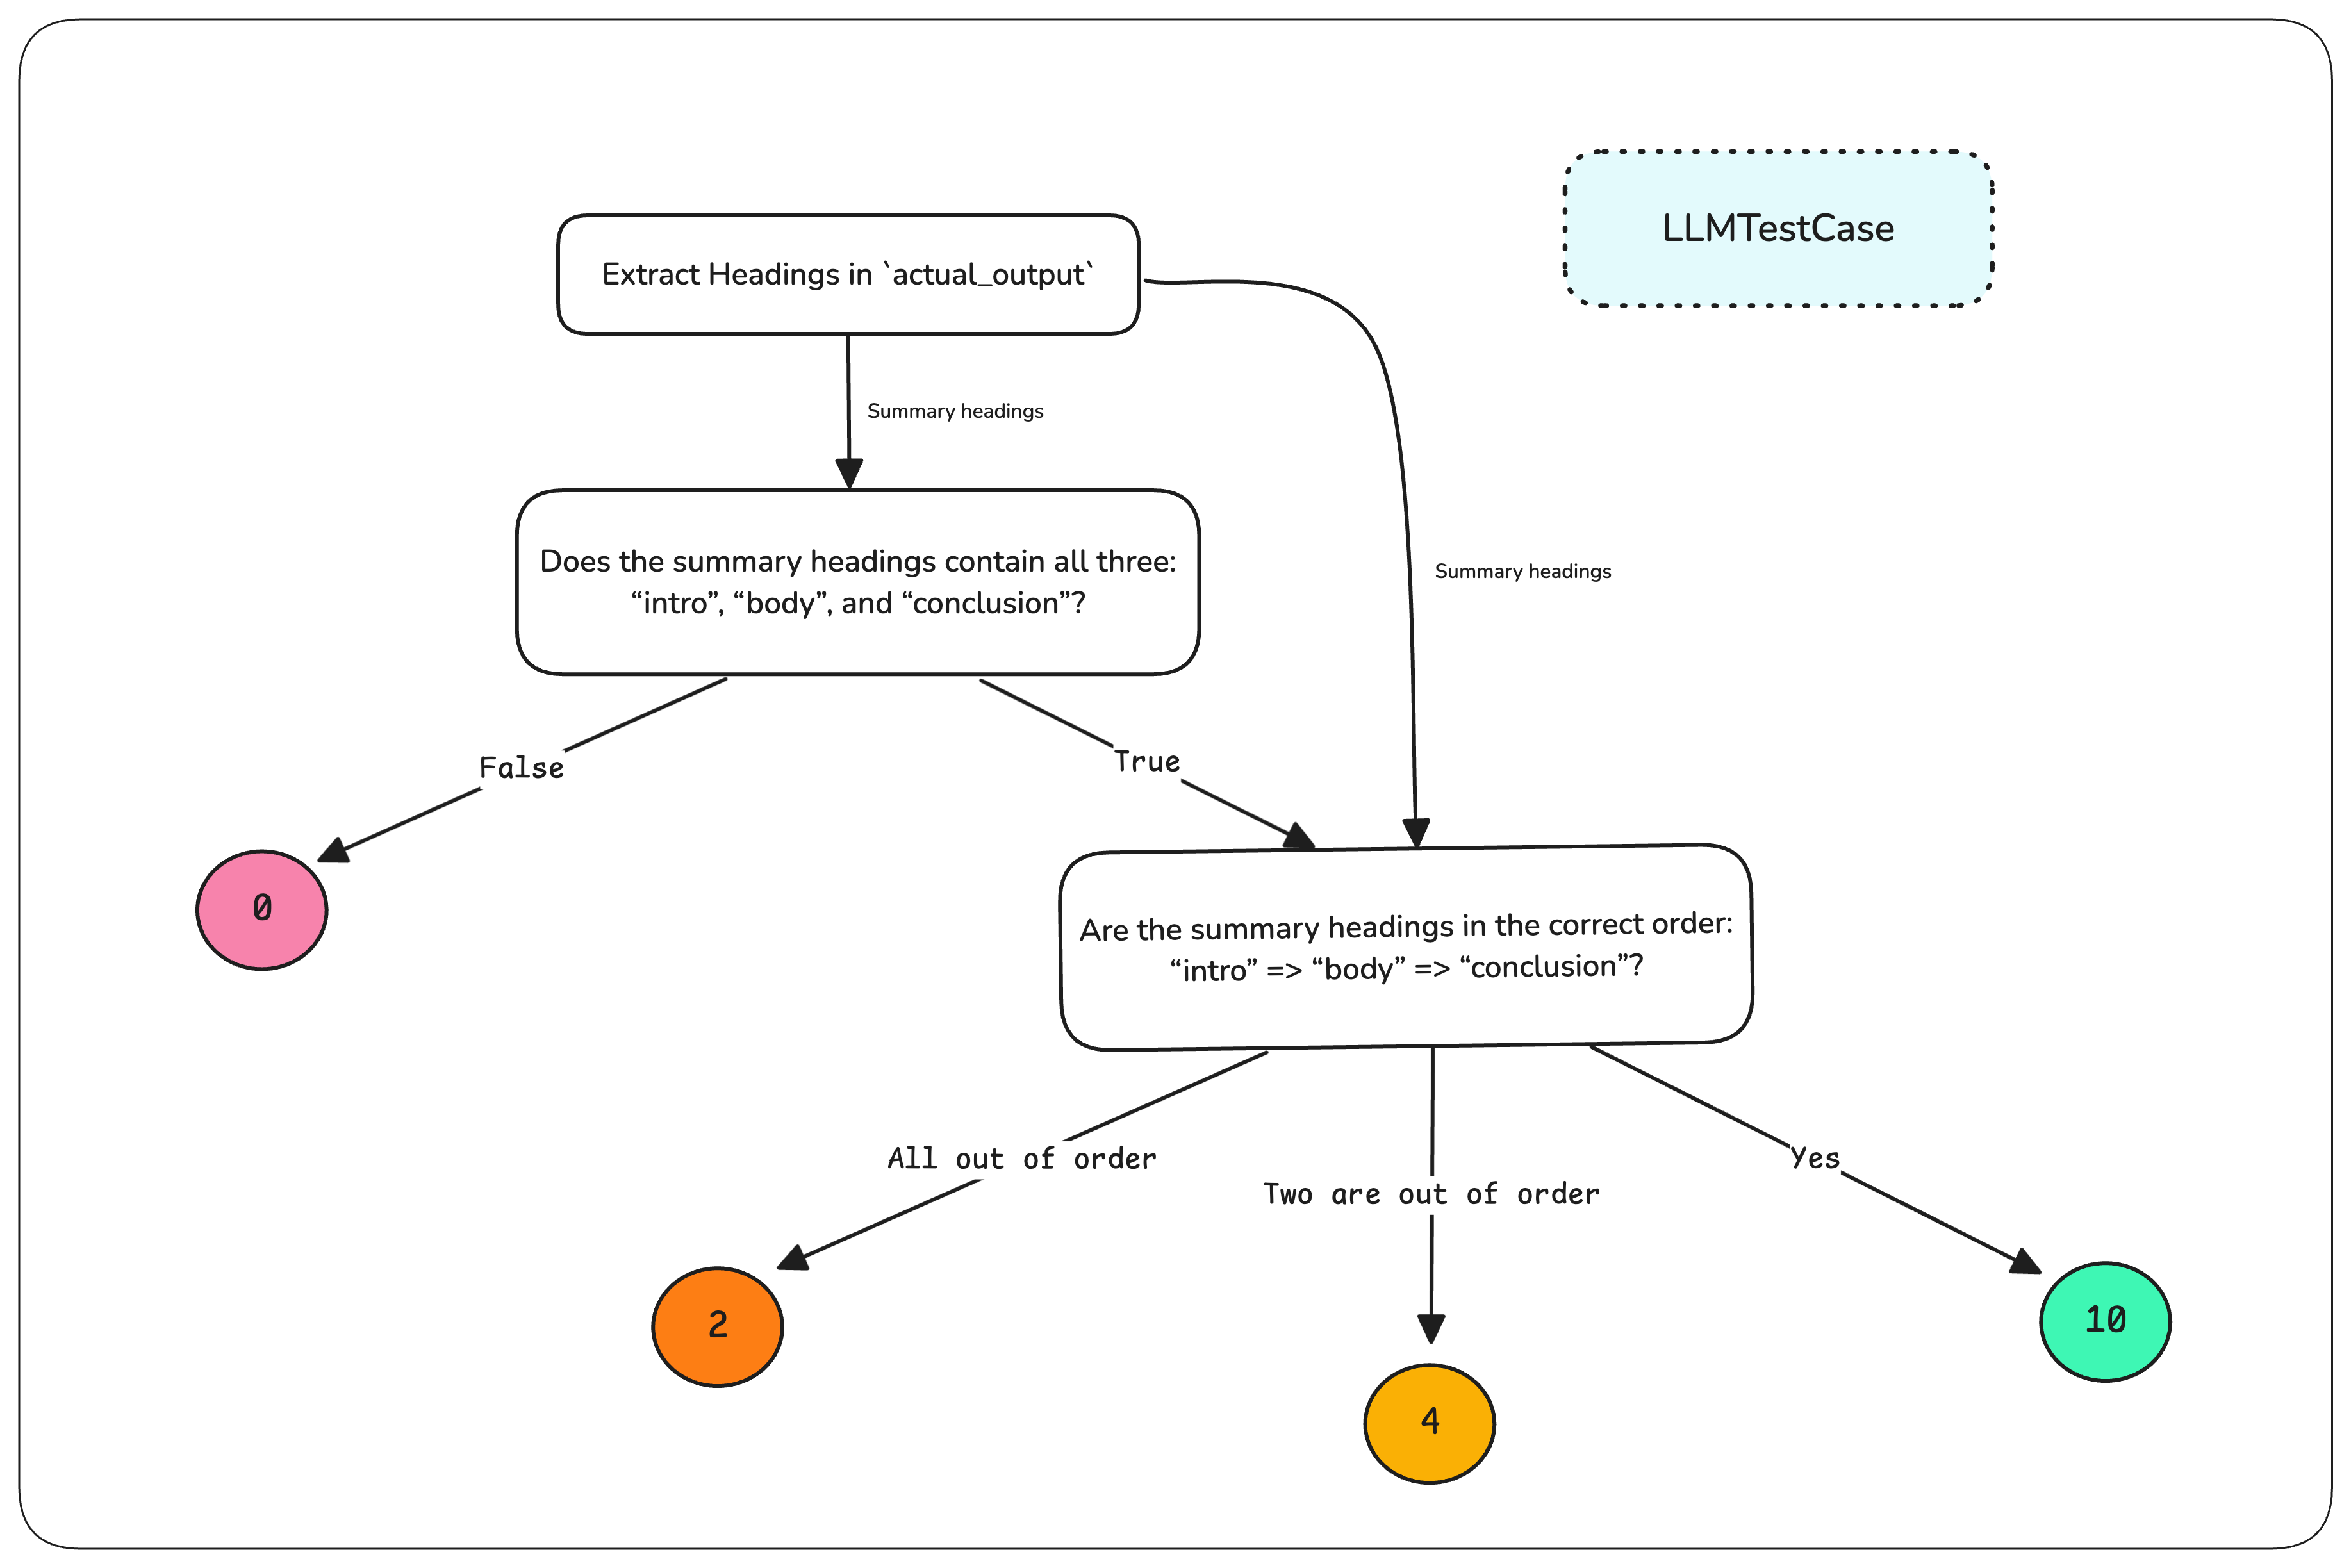 LLMTestCase
Extract Headings in `actual_output`
Summary headings
Does the summary headings contain all three:
“intro”, “body”, and “conclusion”?
Summary headings
False
True
0
Are the summary headings in the correct order:
“intro” => “body” => “conclusion”?
All out of order
Two are out of order
Yes
2
4
10